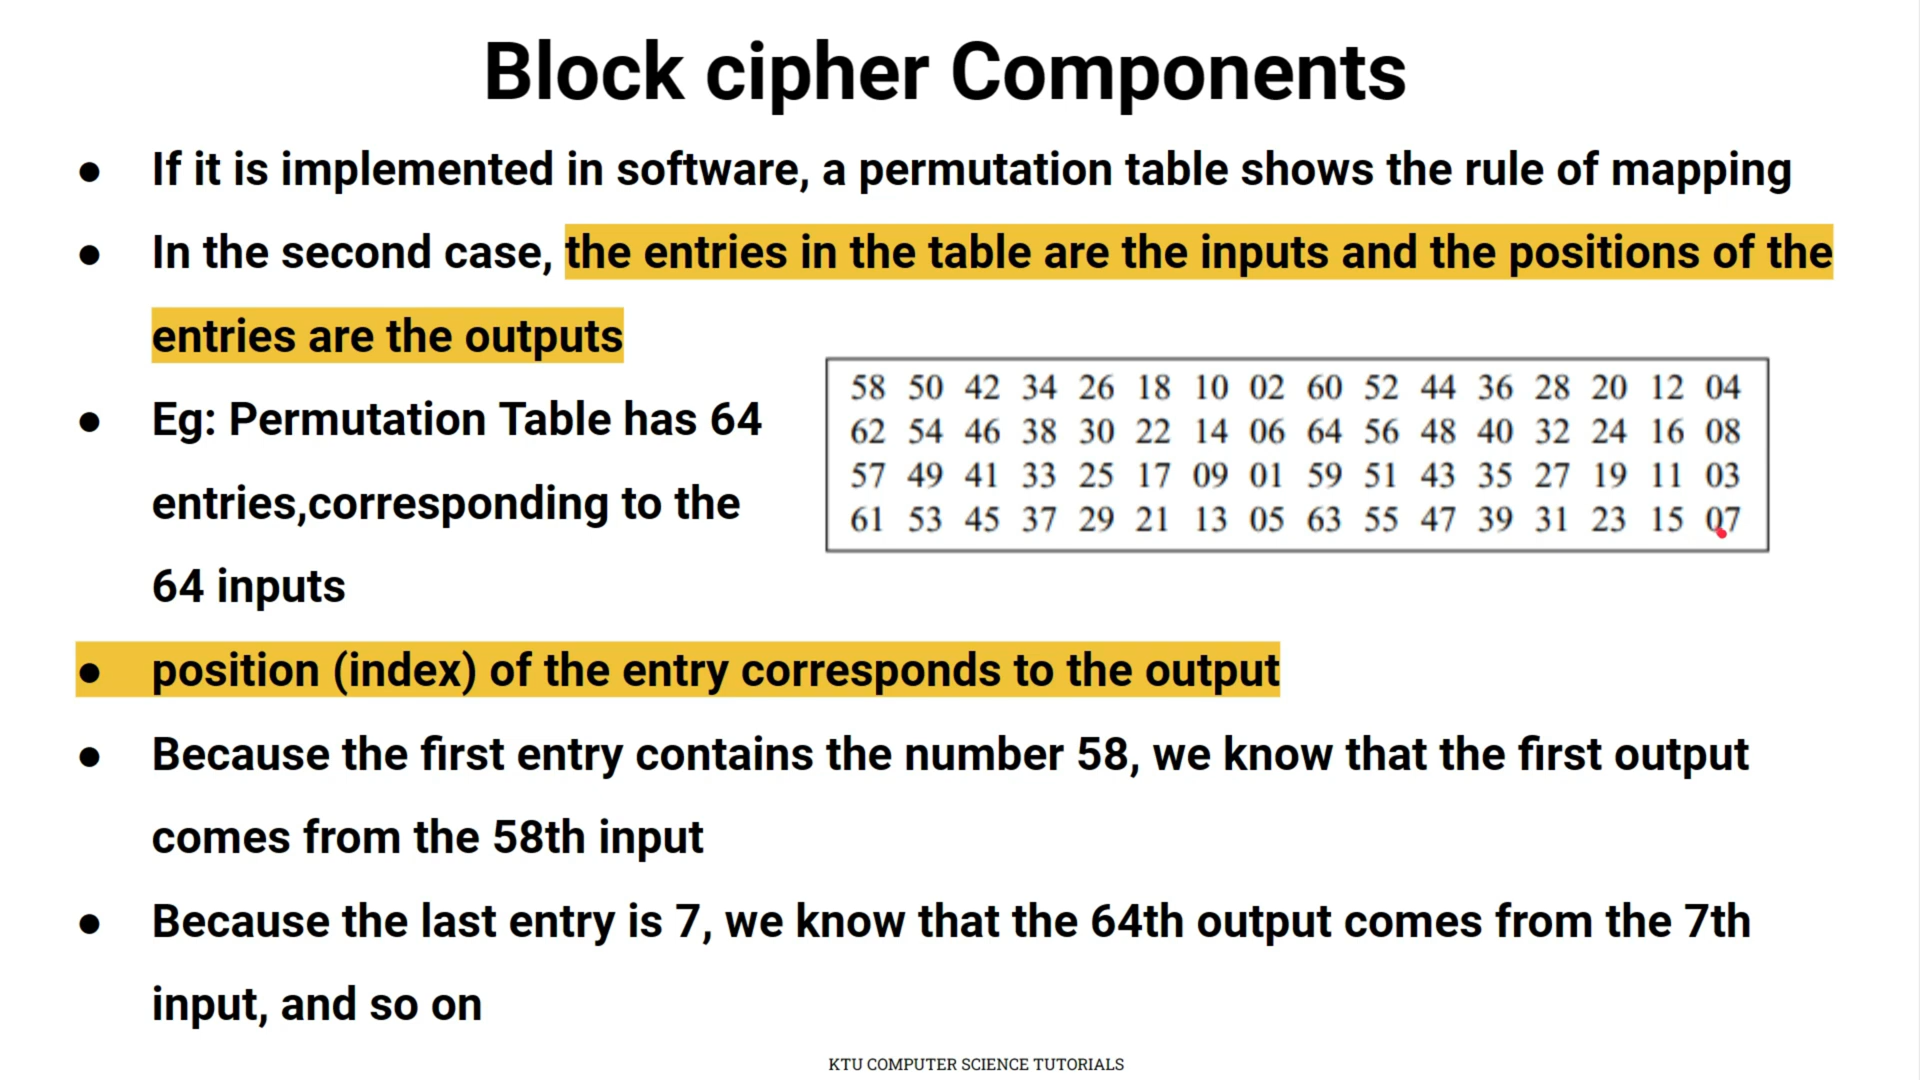 Block cipher Components
● If it is implemented in software, a permutation table shows the rule of mapping
● In the second case, the entries in the table are the inputs and the positions of the
entries are the outputs
● Eg: Permutation Table has 64
entries,corresponding to the
64 inputs
58 50 42 34 26 18 10 02 60 52 44 36 28 20 12 04
62 54 46 38 30 22 14 06 64 56 48 40 32 24 16 08
57 49 41 33 25 17 09 01 59 51 43 35 27 19 11 03
61 53 45 37 29 21 13 05 63 55 47 39 31 23 15 07
● position (index) of the entry corresponds to the output
● Because the first entry contains the number 58, we know that the first output
comes from the 58th input
● Because the last entry is 7, we know that the 64th output comes from the 7th
input, and so on
KTU COMPUTER SCIENCE TUTORIALS